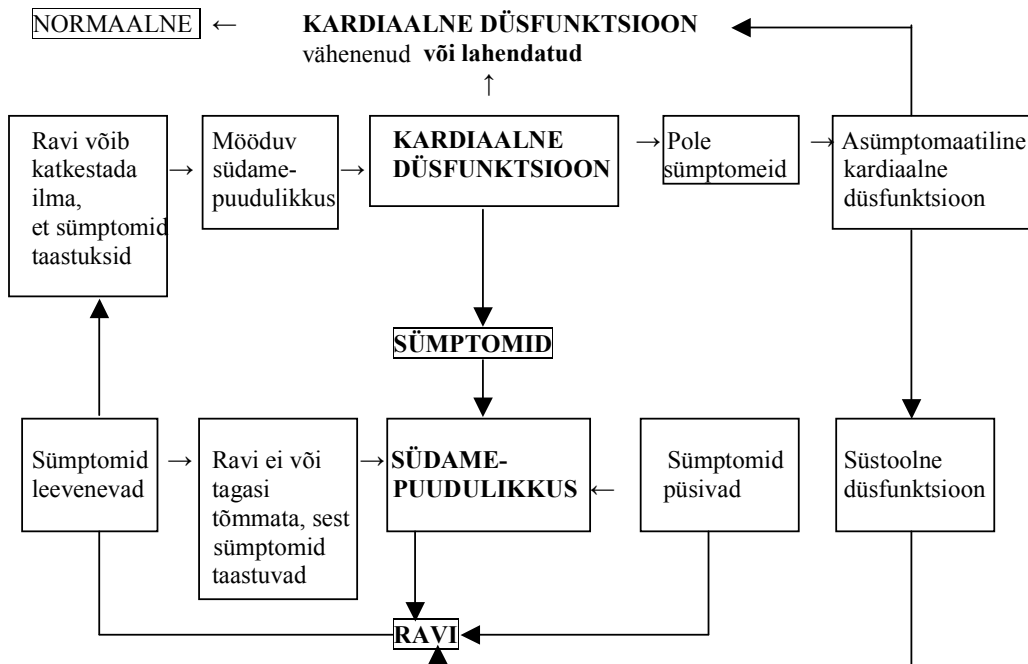 NORMAALNE ← KARDIAALNE DÜSFUNKTSIOON
vähenenud või lahendatud
↑
Ravi võib
katkestada
ilma,
et sümptomid
taastuksid
→
Mööduv
südame-
puudulikkus
→
KARDIAALNE
DÜSFUNKTSIOON
→
Pole
sümptomeid
→
Asümptomaatiline
kardiaalne
düsfunktsioon
SÜMPTOMID
Sümptomid
leevenevad
→
Ravi ei või
tagasi
tõmmata, sest
sümptomid
taastuvad
→
SÜDAME-
PUUDULIKKUS
←
Sümptomid
püsivad
Süstoolne
düsfunktsioon
RAVI